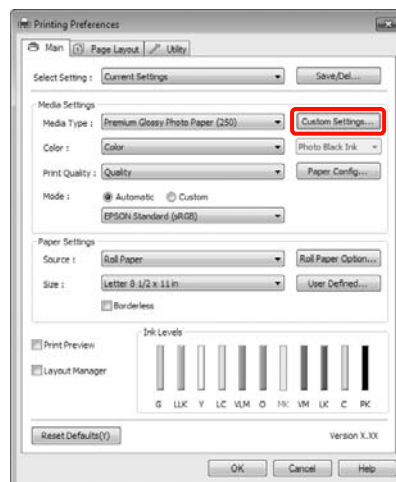 Printing Preferences
Main Page Layout Utility
Select Setting : Current Settings Save/Del...
Media Settings
Media Type : Premium Glossy Photo Paper (250) Custom Settings...
Color : Color Photo Black Ink
Print Quality : Quality Paper Config...
Mode : Automatic Custom
EPSON Standard (sRGB)
Paper Settings
Source : Roll Paper Roll Paper Option...
Size : Letter 8 1/2 x 11 in User Defined...
Borderless
Ink Levels
Print Preview
Layout Manager
G LLK Y LC VLM O MK VM LK C PK
Reset Defaults(Y) Version X.XX
OK Cancel Help